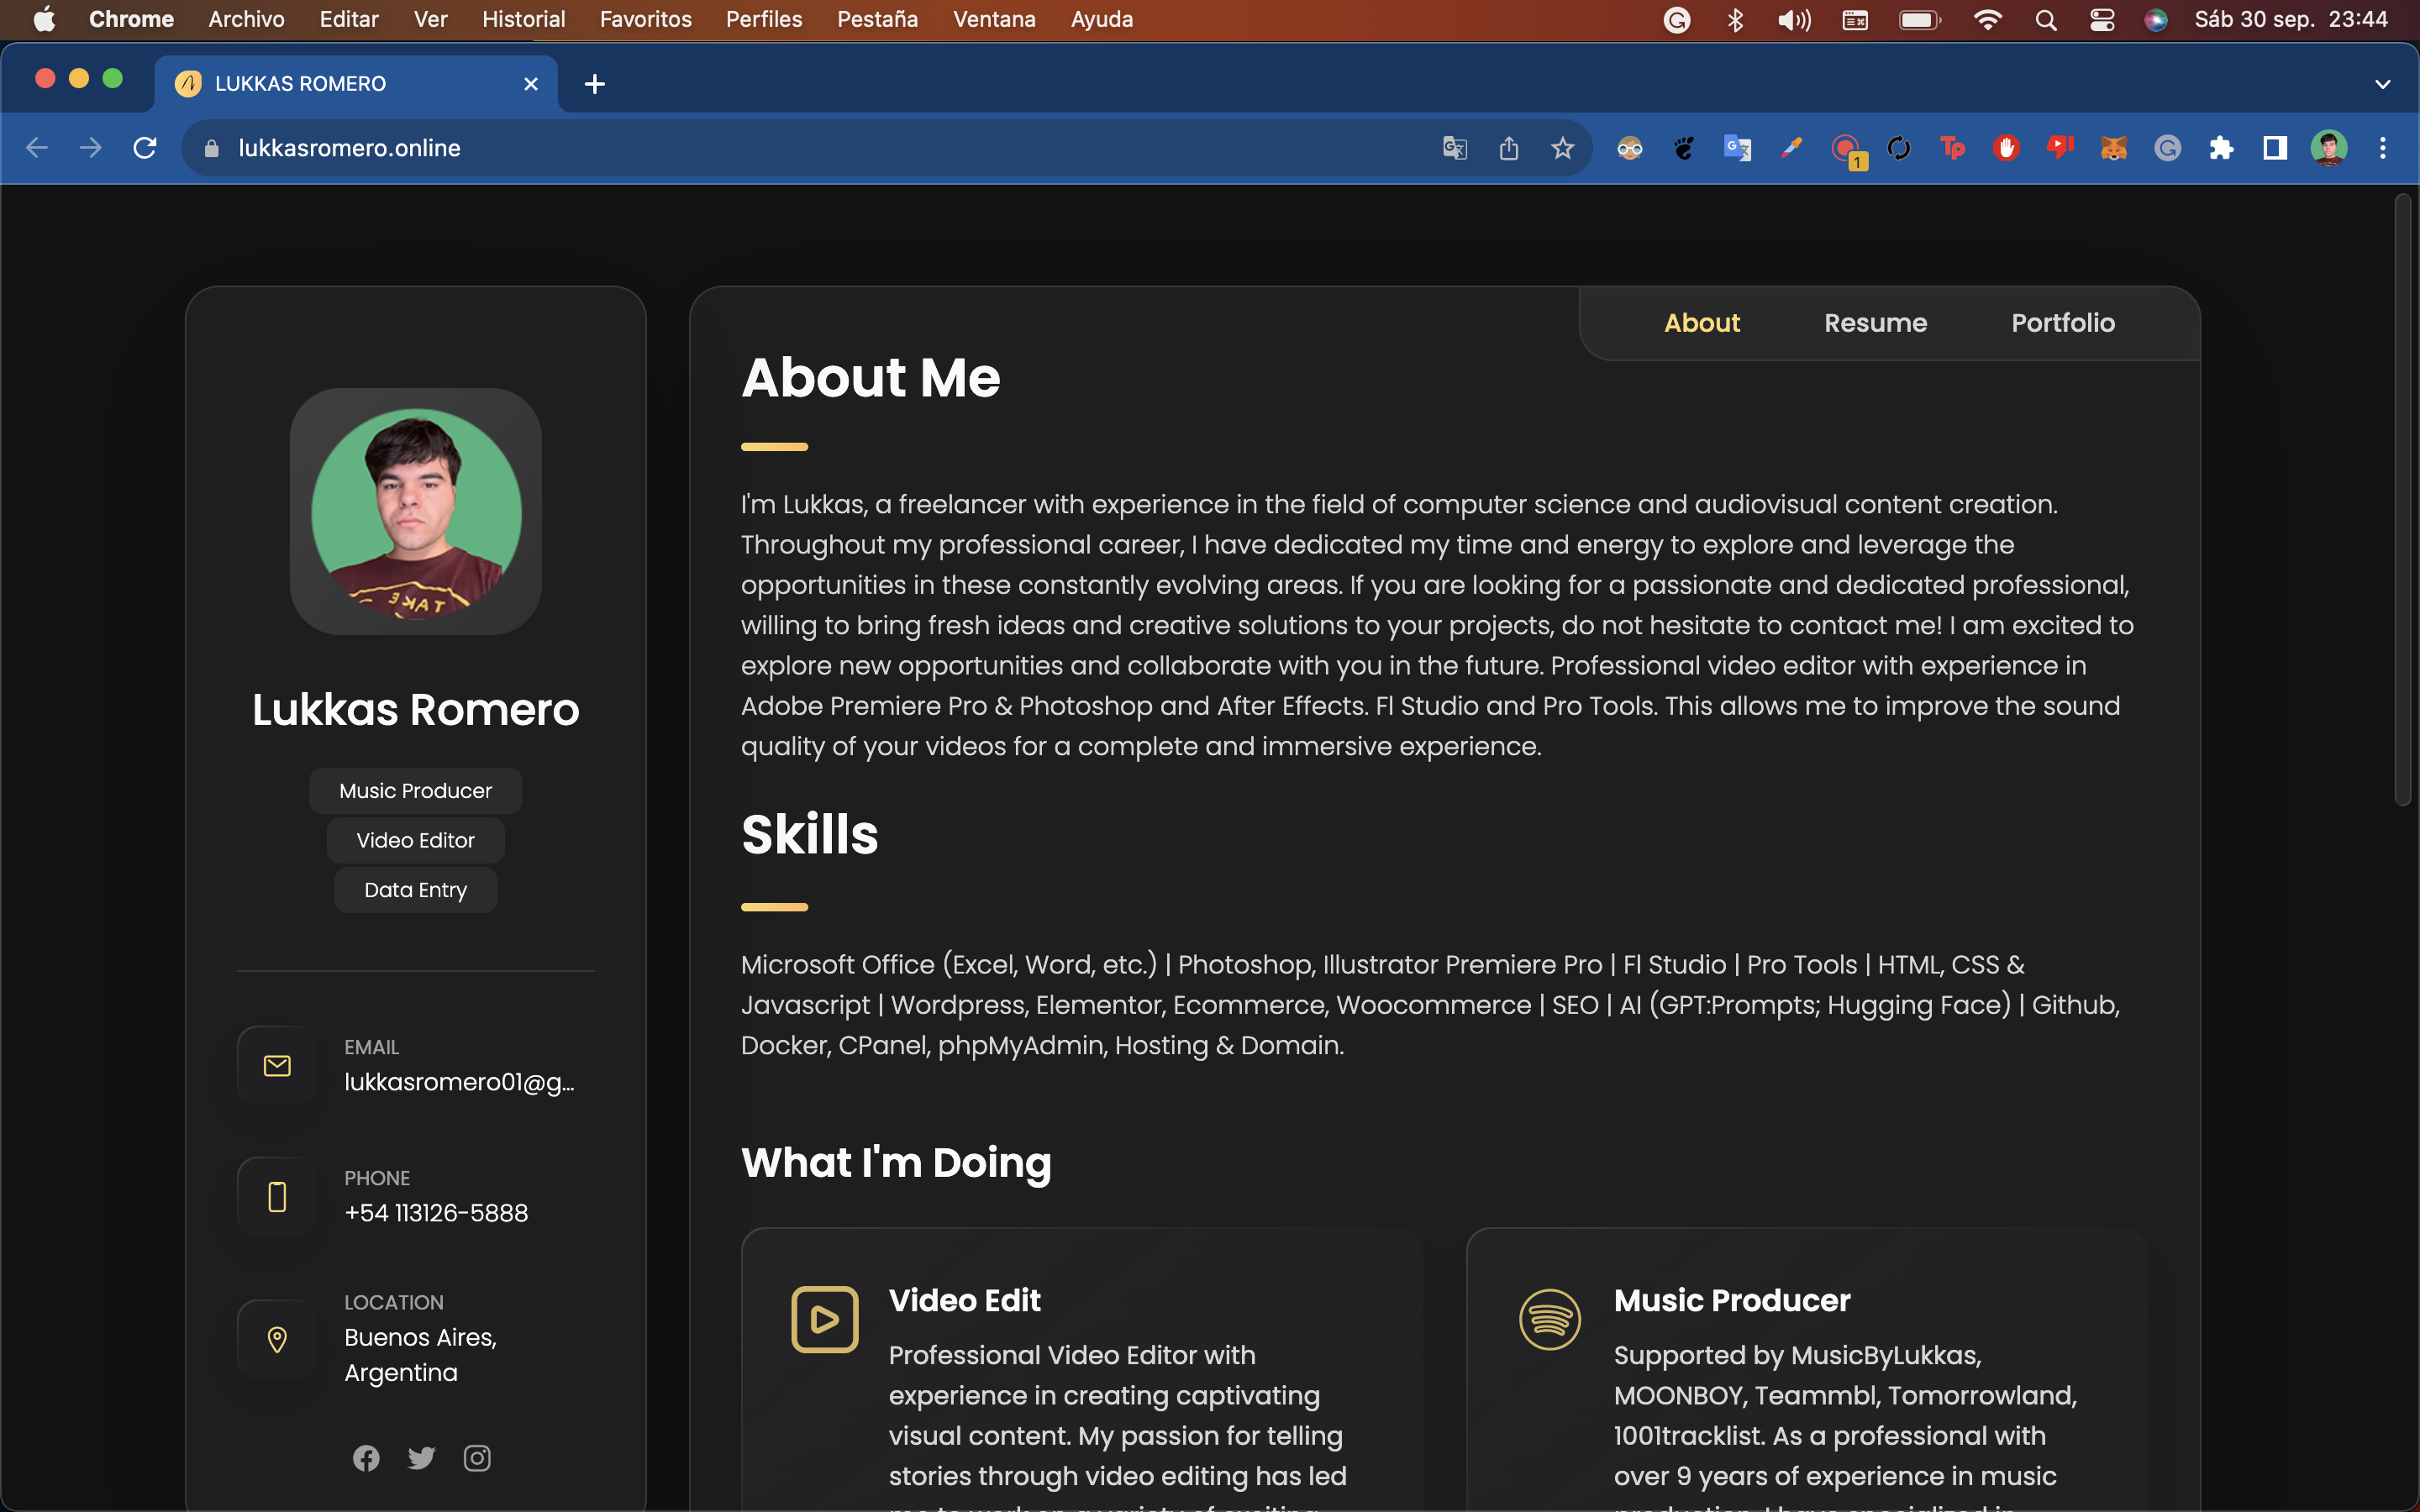 Chrome Archivo Editar Ver Historial Favoritos Perfiles Pestaña Ventana Ayuda
Sáb 30 sep. 23:44
LUKKAS ROMERO
lukkasromero.online
1
Tp
About Resume Portfolio
TAKE
Lukkas Romero
Music Producer
Video Editor
Data Entry
EMAIL
lukkasromero01@g...
PHONE
+54 113126-5888
LOCATION
Buenos Aires,
Argentina
About Me
I'm Lukkas, a freelancer with experience in the field of computer science and audiovisual content creation.
Throughout my professional career, I have dedicated my time and energy to explore and leverage the
opportunities in these constantly evolving areas. If you are looking for a passionate and dedicated professional,
willing to bring fresh ideas and creative solutions to your projects, do not hesitate to contact me! I am excited to
explore new opportunities and collaborate with you in the future. Professional video editor with experience in
Adobe Premiere Pro & Photoshop and After Effects. Fl Studio and Pro Tools. This allows me to improve the sound
quality of your videos for a complete and immersive experience.
Skills
Microsoft Office (Excel, Word, etc.) | Photoshop, Illustrator Premiere Pro | Fl Studio | Pro Tools | HTML, CSS &
Javascript | Wordpress, Elementor, Ecommerce, Woocommerce | SEO | AI (GPT:Prompts; Hugging Face) | Github,
Docker, CPanel, phpMyAdmin, Hosting & Domain.
What I'm Doing
Video Edit
Professional Video Editor with
experience in creating captivating
visual content. My passion for telling
stories through video editing has led
Music Producer
Supported by MusicByLukkas,
MOONBOY, Teammbl, Tomorrowland,
1001tracklist. As a professional with
over 9 years of experience in music